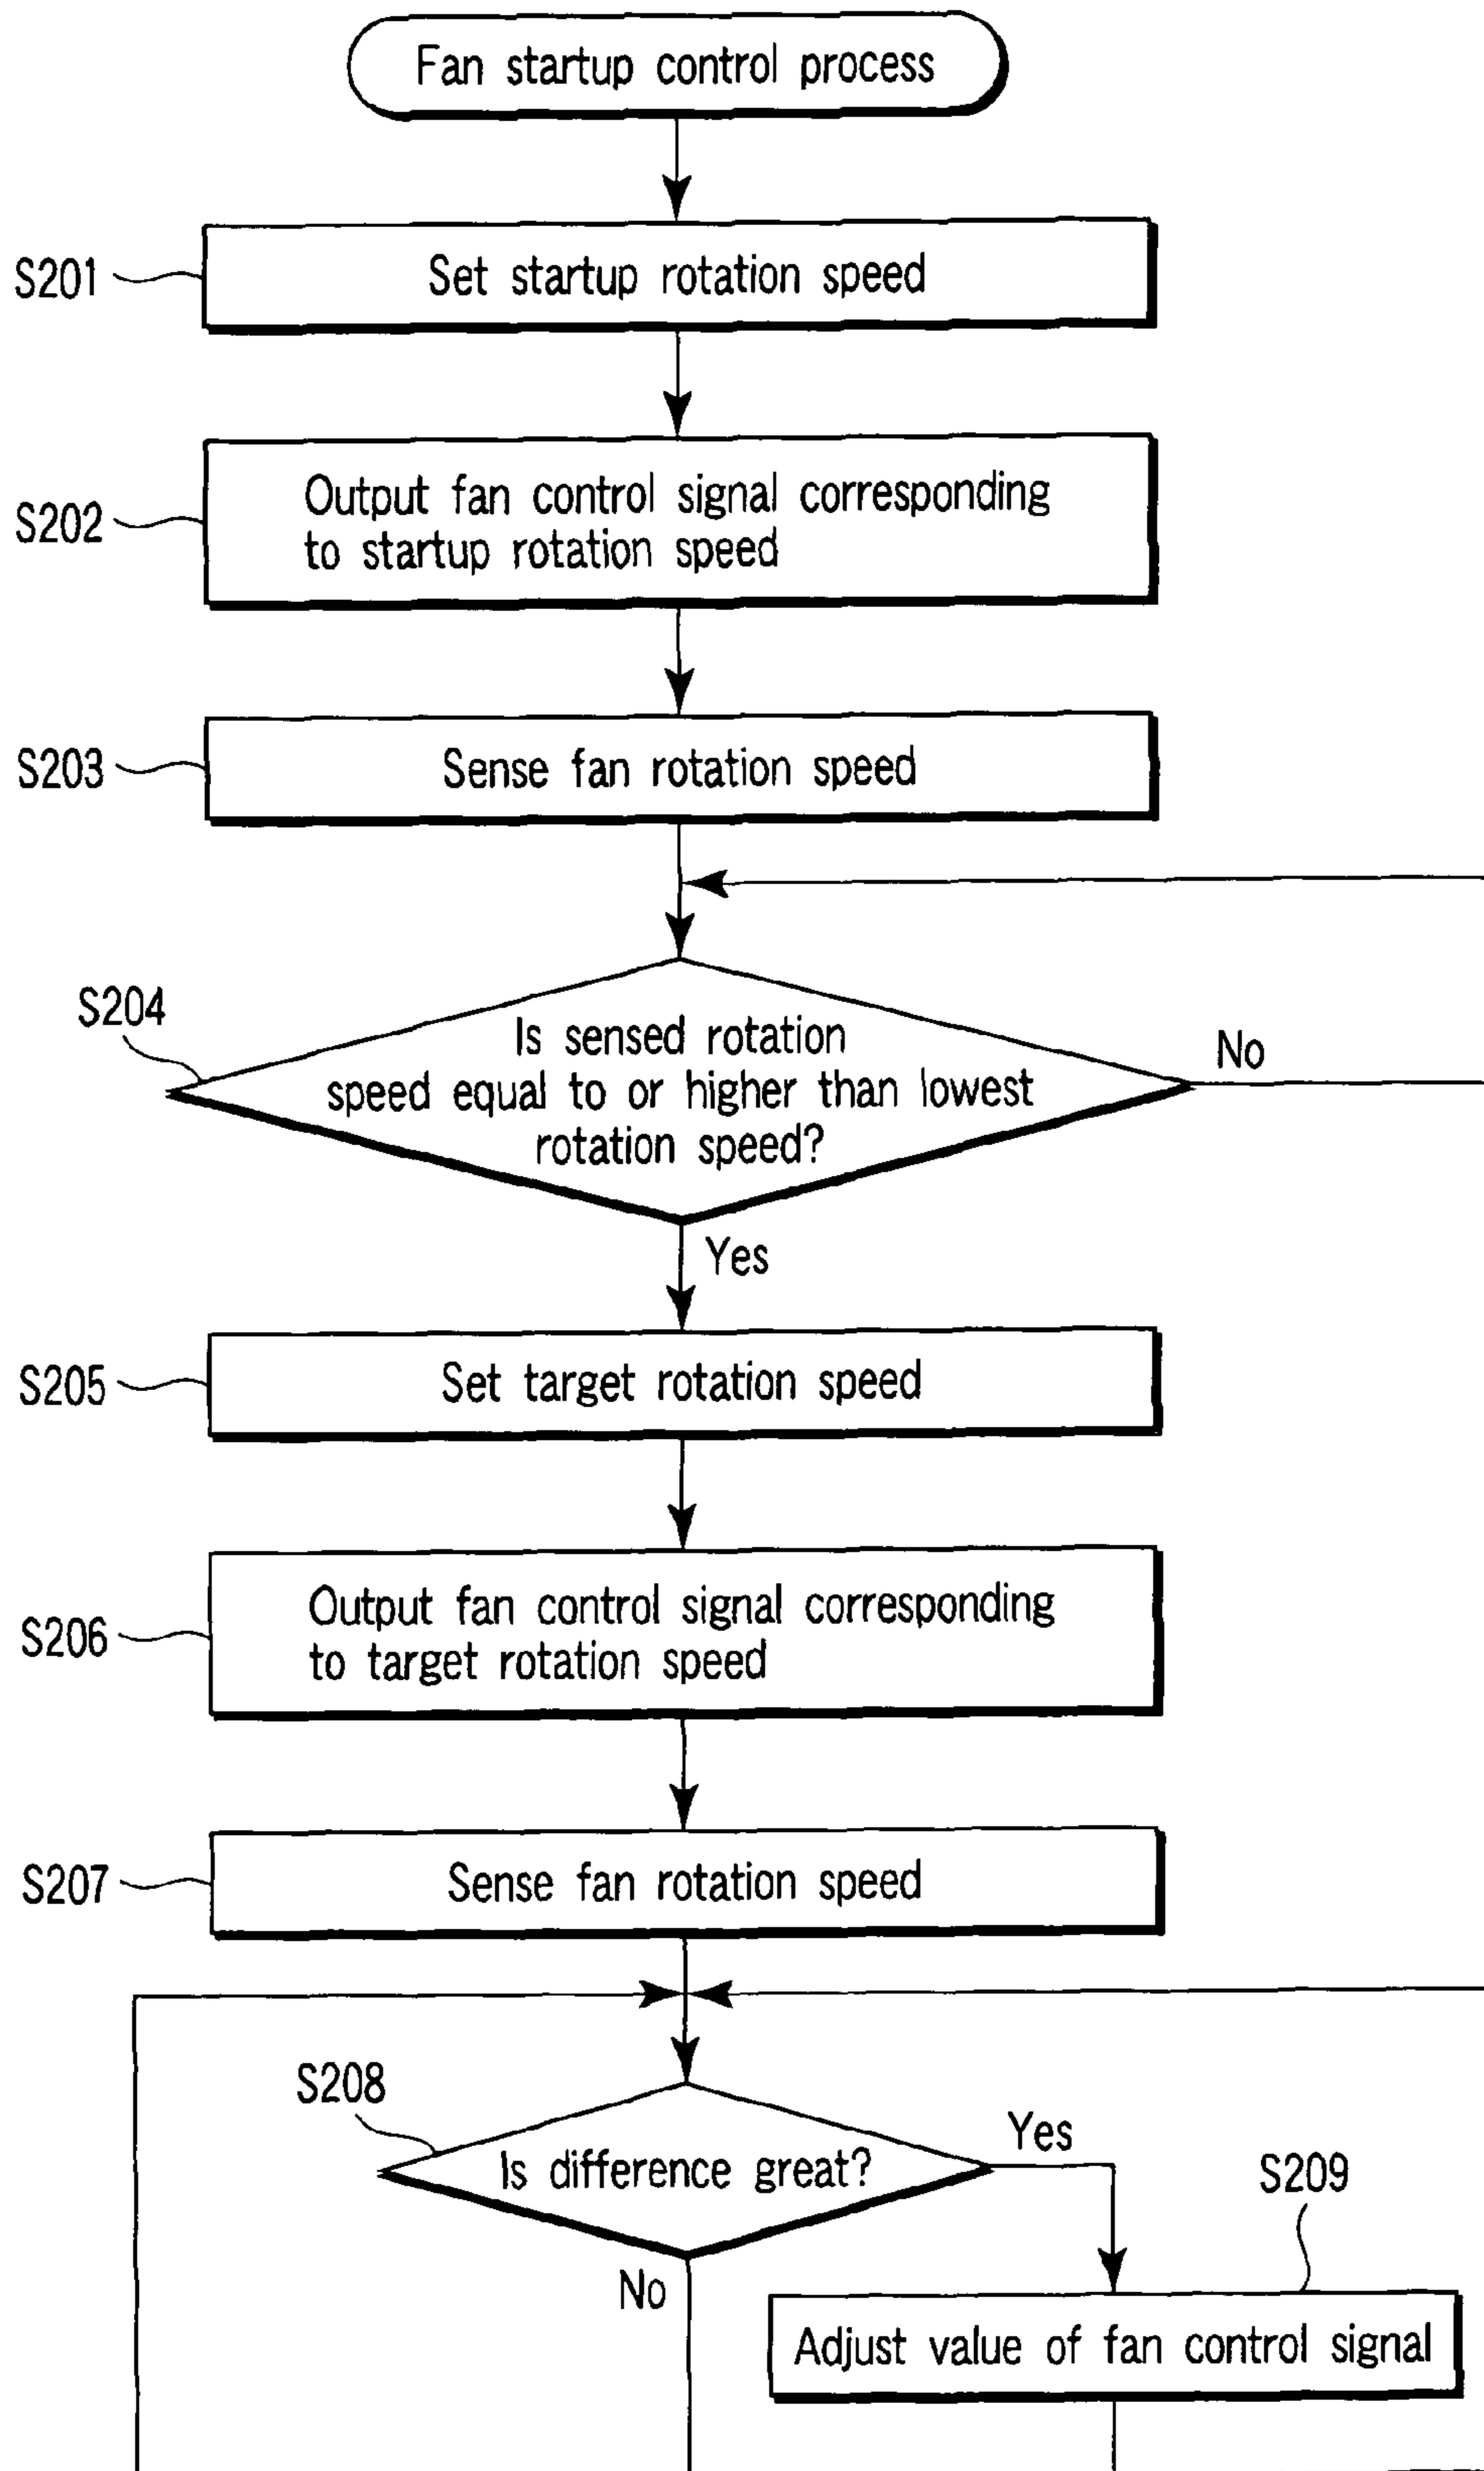 Fan startup control process
S201
Set startup rotation speed
S202
Output fan control signal corresponding
to startup rotation speed
S203
Sense fan rotation speed
S204
Is sensed rotation
speed equal to or higher than lowest
rotation speed?
No
Yes
S205
Set target rotation speed
S206
Output fan control signal corresponding
to target rotation speed
S207
Sense fan rotation speed
S208
Is difference great?
Yes
No
S209
Adjust value of fan control signal